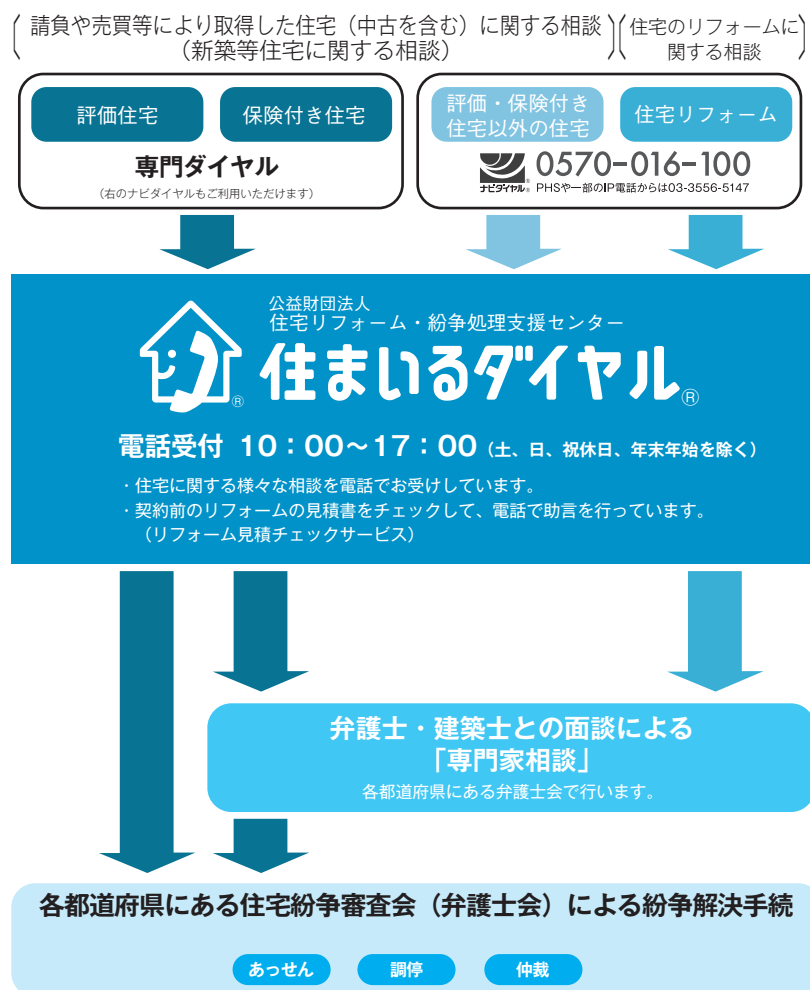 請負や売買等により取得した住宅（中古を含む）に関する相談
（新築等住宅に関する相談）
住宅のリフォームに
関する相談
評価住宅
保険付き住宅
専門ダイヤル
（右のナビダイヤルもご利用いただけます）
評価・保険付き
住宅以外の住宅
住宅リフォーム
ナビダイヤル®
0570-016-100
PHSや一部のIP電話からは03-3556-5147
公益財団法人
住宅リフォーム・紛争処理支援センター
住まいるダイヤル®
®
電話受付 10：00〜17：00（土、日、祝休日、年末年始を除く）
・住宅に関する様々な相談を電話でお受けしています。
・契約前のリフォームの見積書をチェックして、電話で助言を行っています。
（リフォーム見積チェックサービス）
弁護士・建築士との面談による
「専門家相談」
各都道府県にある弁護士会で行います。
各都道府県にある住宅紛争審査会（弁護士会）による紛争解決手続
あっせん
調停
仲裁